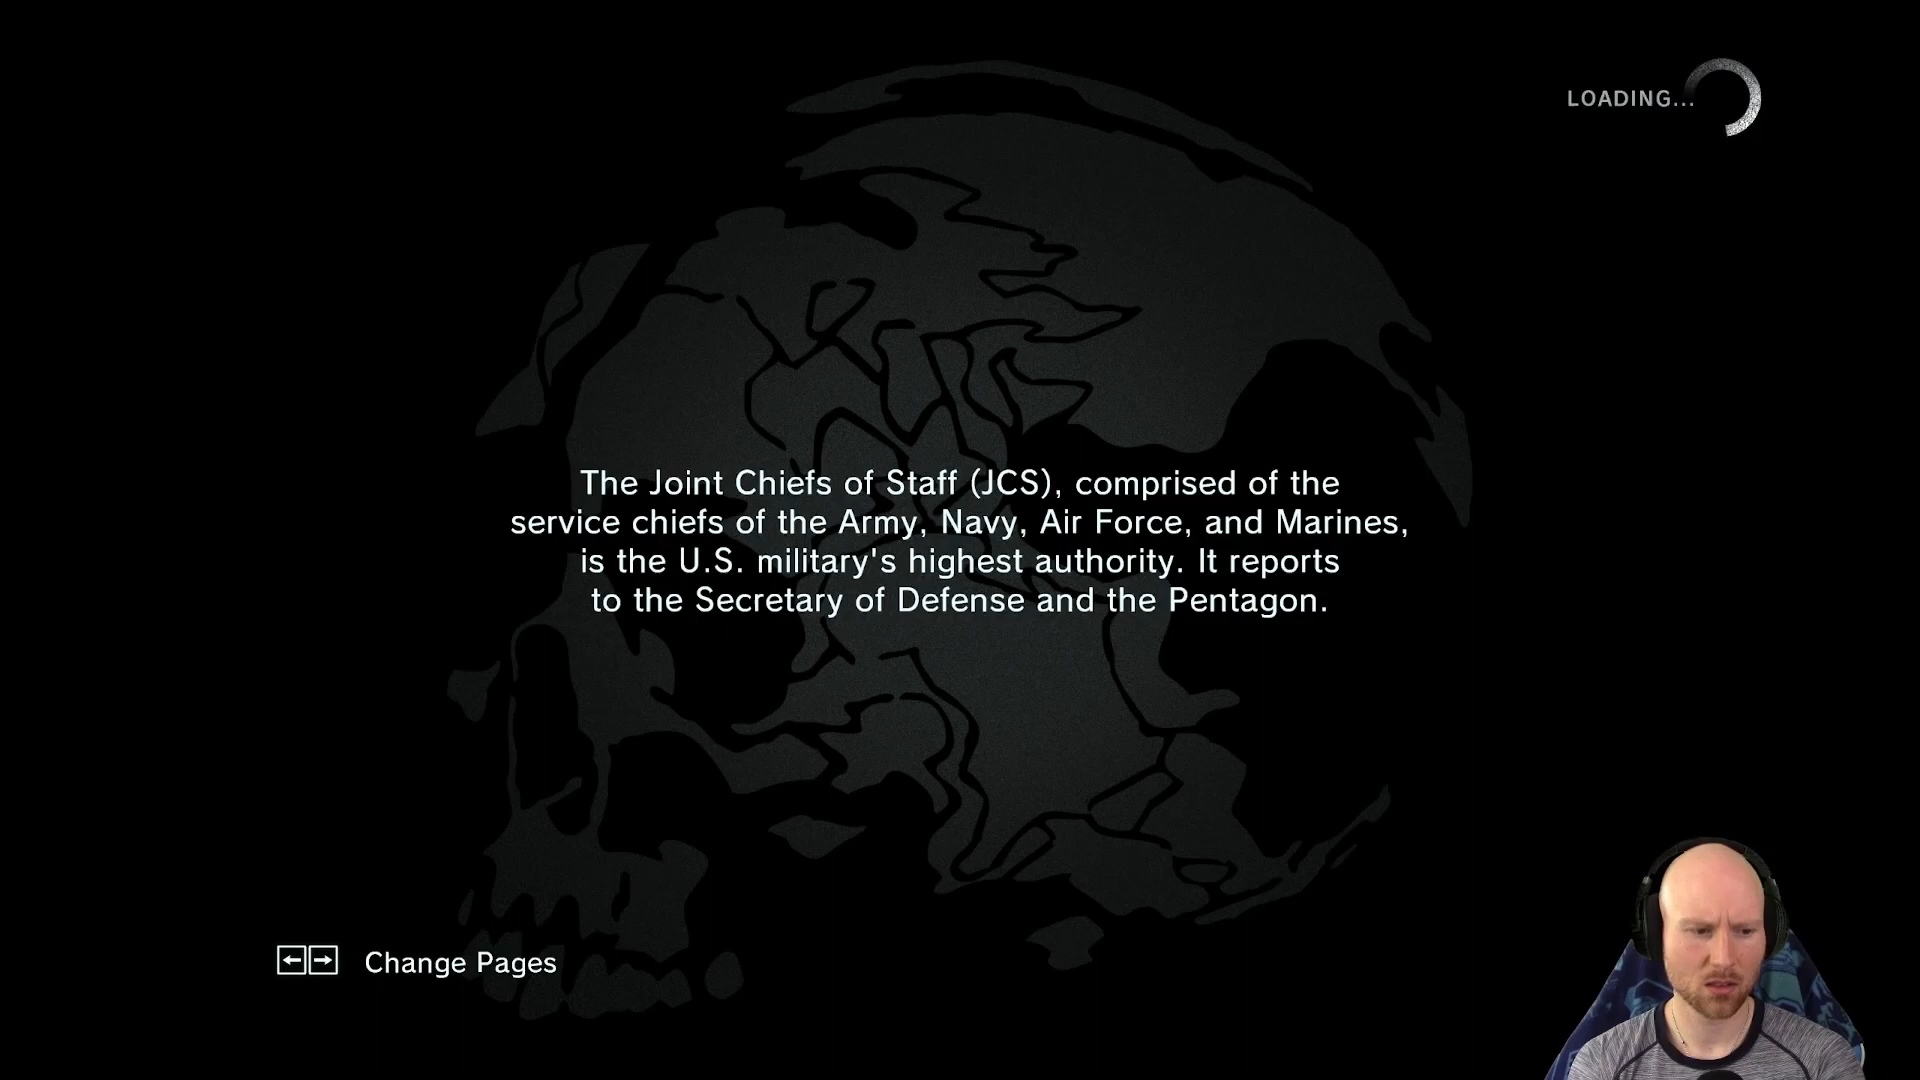 LOADING...
The Joint Chiefs of Staff (JCS), comprised of the
service chiefs of the Army, Navy, Air Force, and Marines,
is the U.S. military's highest authority. It reports
to the Secretary of Defense and the Pentagon.
Change Pages